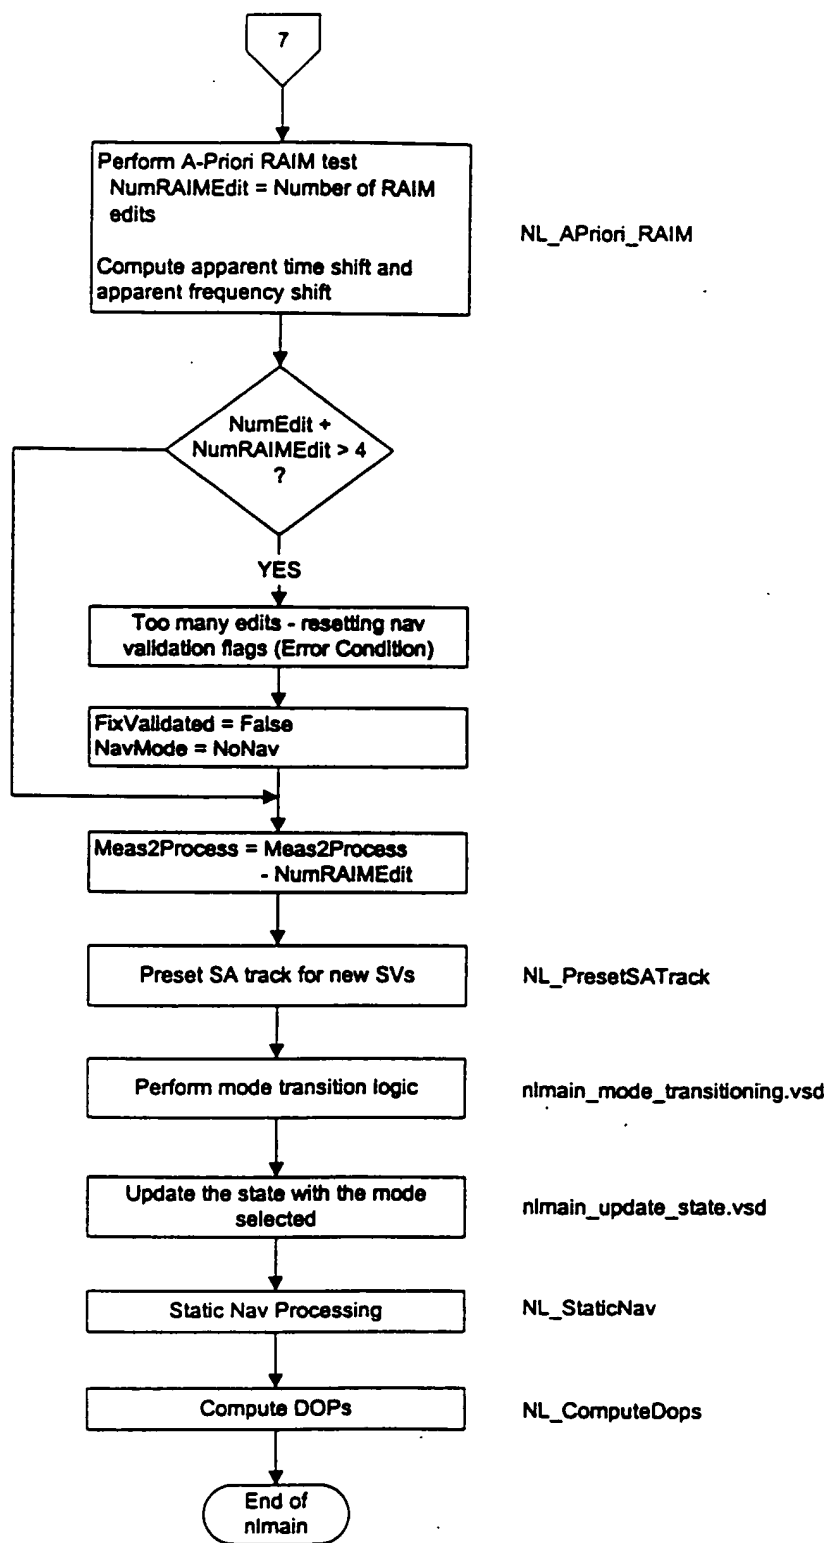 7
Perform A-Priori RAIM test
NumRAIMEdit = Number of RAIM
edits
Compute apparent time shift and
apparent frequency shift
NL_APriori_RAIM
NumEdit +
NumRAIMEdit > 4
?
YES
Too many edits - resetting nav
validation flags (Error Condition)
FixValidated = False
NavMode = NoNav
Meas2Process = Meas2Process
- NumRAIMEdit
Preset SA track for new SVs
NL_PresetSATrack
Perform mode transition logic
nlmain_mode_transitioning.vsd
Update the state with the mode
selected
nlmain_update_state.vsd
Static Nav Processing
NL_StaticNav
Compute DOPs
NL_ComputeDops
End of
nlmain